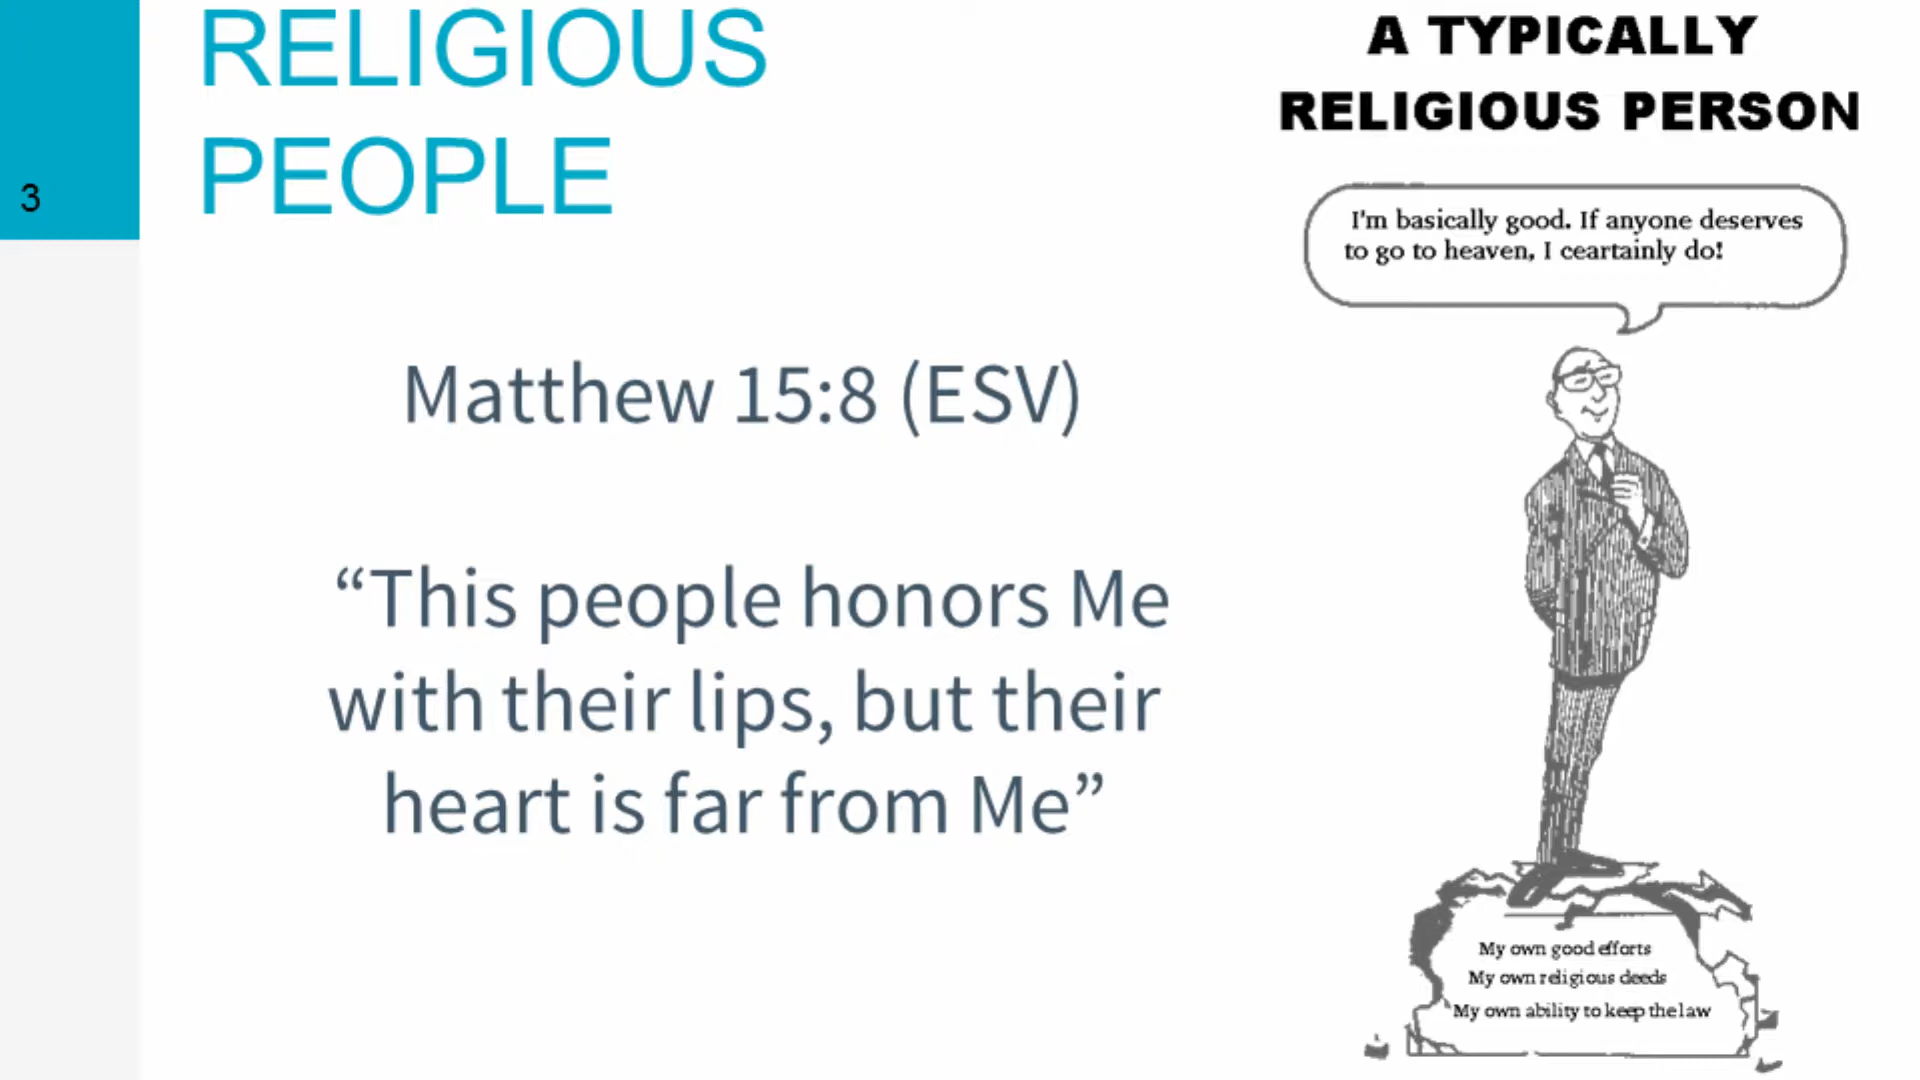 RELIGIOUS
PEOPLE
3
Matthew 15:8 (ESV)
“This people honors Me
with their lips, but their
heart is far from Me”
A TYPICALLY
RELIGIOUS PERSON
I'm basically good. If anyone deserves
to go to heaven, I ceartainly do!
My own good efforts
My own religious deeds
My own ability to keep the law